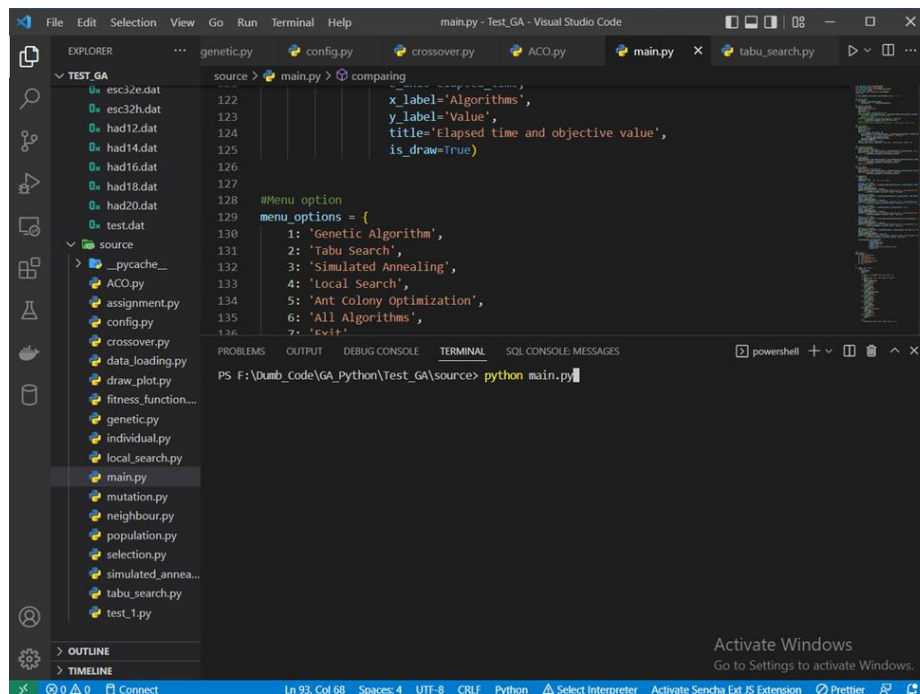 File Edit Selection View Go Run Terminal Help main.py - Test_GA - Visual Studio Code
EXPLORER
genetic.py config.py crossover.py ACO.py main.py tabu_search.py
TEST_GA
source > main.py > comparing
esc32e.dat
esc32h.dat
had12.dat
had14.dat
had16.dat
had18.dat
had20.dat
test.dat
source
__pycache__
ACO.py
assignment.py
config.py
crossover.py
data_loading.py
draw_plot.py
fitness_function....
genetic.py
individual.py
local_search.py
main.py
mutation.py
neighbour.py
population.py
selection.py
simulated_annea...
tabu_search.py
test_1.py
OUTLINE
TIMELINE
122 x_label='Algorithms',
123 y_label='Value',
124 title='Elapsed time and objective value',
125 is_draw=True)
126
127
128 #Menu option
129 menu_options = {
130 1: 'Genetic Algorithm',
131 2: 'Tabu Search',
132 3: 'Simulated Annealing',
133 4: 'Local Search',
134 5: 'Ant Colony Optimization',
135 6: 'All Algorithms',
136 7: 'Exit'
PROBLEMS OUTPUT DEBUG CONSOLE TERMINAL SQL CONSOLE: MESSAGES powershell
PS F:\Dumb_Code\GA_Python\Test_GA\source> python main.py
Activate Windows
Go to Settings to activate Windows.
0 0 Connect Ln 93, Col 68 Spaces: 4 UTF-8 CRLF Python Select Interpreter Activate Sencha Ext JS Extension Prettier